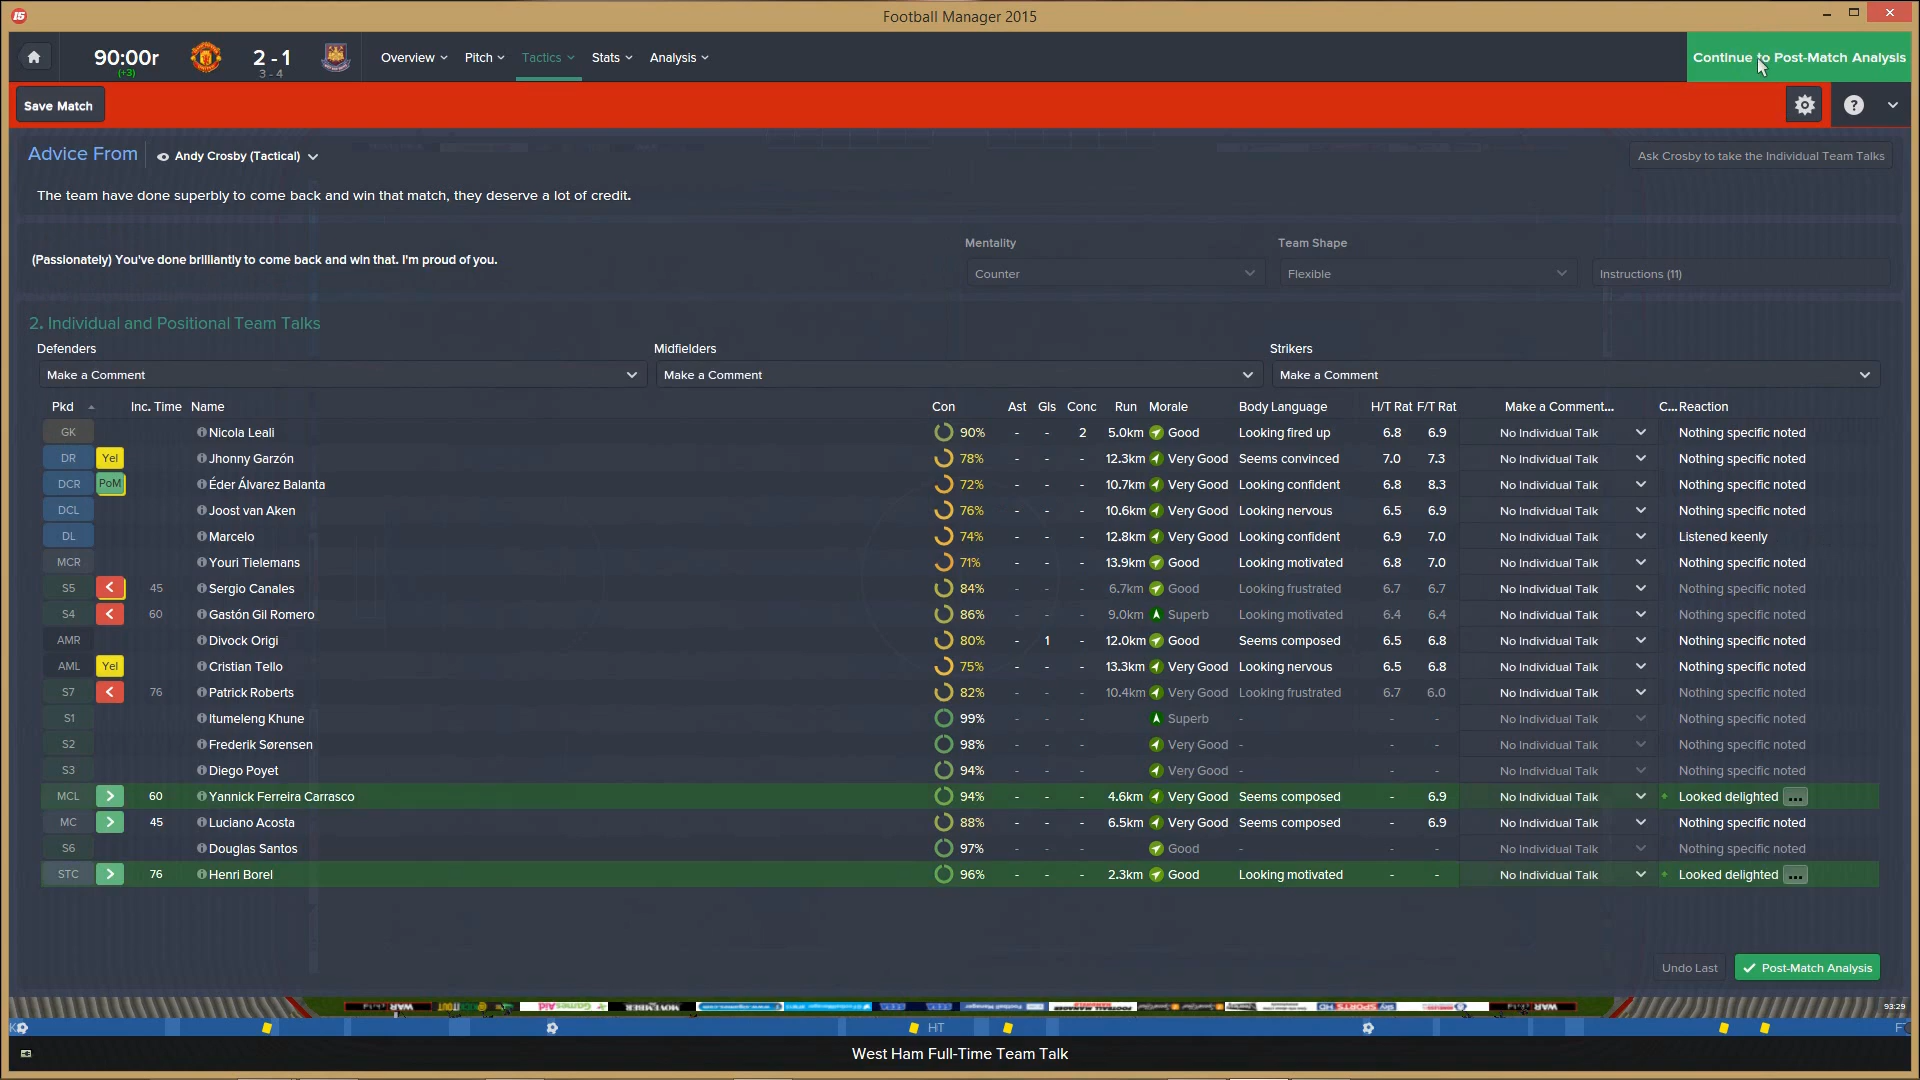 Football Manager 2015
90:00r
(+3)
2 - 1
3 - 4
Overview
Pitch
Tactics
Stats
Analysis
Continue to Post-Match Analysis
Save Match
?
Advice From
Andy Crosby (Tactical)
Ask Crosby to take the Individual Team Talks
The team have done superbly to come back and win that match, they deserve a lot of credit.
(Passionately) You've done brilliantly to come back and win that. I'm proud of you.
Mentality
Counter
Team Shape
Flexible
Instructions (11)
2. Individual and Positional Team Talks
Defenders
Midfielders
Strikers
Make a Comment
Make a Comment
Make a Comment
Pkd Inc. Time Name Con Ast Gls Conc Run Morale Body Language H/T Rat F/T Rat Make a Comment... C... Reaction
GK Nicola Leali 90% - - 2 5.0km Good Looking fired up 6.8 6.9 No Individual Talk Nothing specific noted
DR Yel Jhonny Garzón 78% - - - 12.3km Very Good Seems convinced 7.0 7.3 No Individual Talk Nothing specific noted
DCR PoM Éder Álvarez Balanta 72% - - - 10.7km Very Good Looking confident 6.8 8.3 No Individual Talk Nothing specific noted
DCL Joost van Aken 76% - - - 10.6km Very Good Looking nervous 6.5 6.9 No Individual Talk Nothing specific noted
DL Marcelo 74% - - - 12.8km Very Good Looking confident 6.9 7.0 No Individual Talk Listened keenly
MCR Youri Tielemans 71% - - - 13.9km Good Looking motivated 6.8 7.0 No Individual Talk Nothing specific noted
S5 45 Sergio Canales 84% - - - 6.7km Good Looking frustrated 6.7 6.7 No Individual Talk Nothing specific noted
S4 60 Gastón Gil Romero 86% - - - 9.0km Superb Looking motivated 6.4 6.4 No Individual Talk Nothing specific noted
AMR Divock Origi 80% - 1 - 12.0km Good Seems composed 6.5 6.8 No Individual Talk Nothing specific noted
AML Yel Cristian Tello 75% - - - 13.3km Very Good Looking nervous 6.5 6.8 No Individual Talk Nothing specific noted
S7 76 Patrick Roberts 82% - - - 10.4km Very Good Looking frustrated 6.7 6.0 No Individual Talk Nothing specific noted
S1 Itumeleng Khune 99% - - - Superb - - - No Individual Talk Nothing specific noted
S2 Frederik Sørensen 98% - - - Very Good - - - No Individual Talk Nothing specific noted
S3 Diego Poyet 94% - - - Very Good - - - No Individual Talk Nothing specific noted
MCL 60 Yannick Ferreira Carrasco 94% - - - 4.6km Very Good Seems composed - 6.9 No Individual Talk Looked delighted ...
MC 45 Luciano Acosta 88% - - - 6.5km Very Good Seems composed - 6.9 No Individual Talk Nothing specific noted
S6 Douglas Santos 97% - - - Good - - - No Individual Talk Nothing specific noted
STC 76 Henri Borel 96% - - - 2.3km Good Looking motivated - - No Individual Talk Looked delighted ...
Undo Last
Post-Match Analysis
93:29
HT
West Ham Full-Time Team Talk